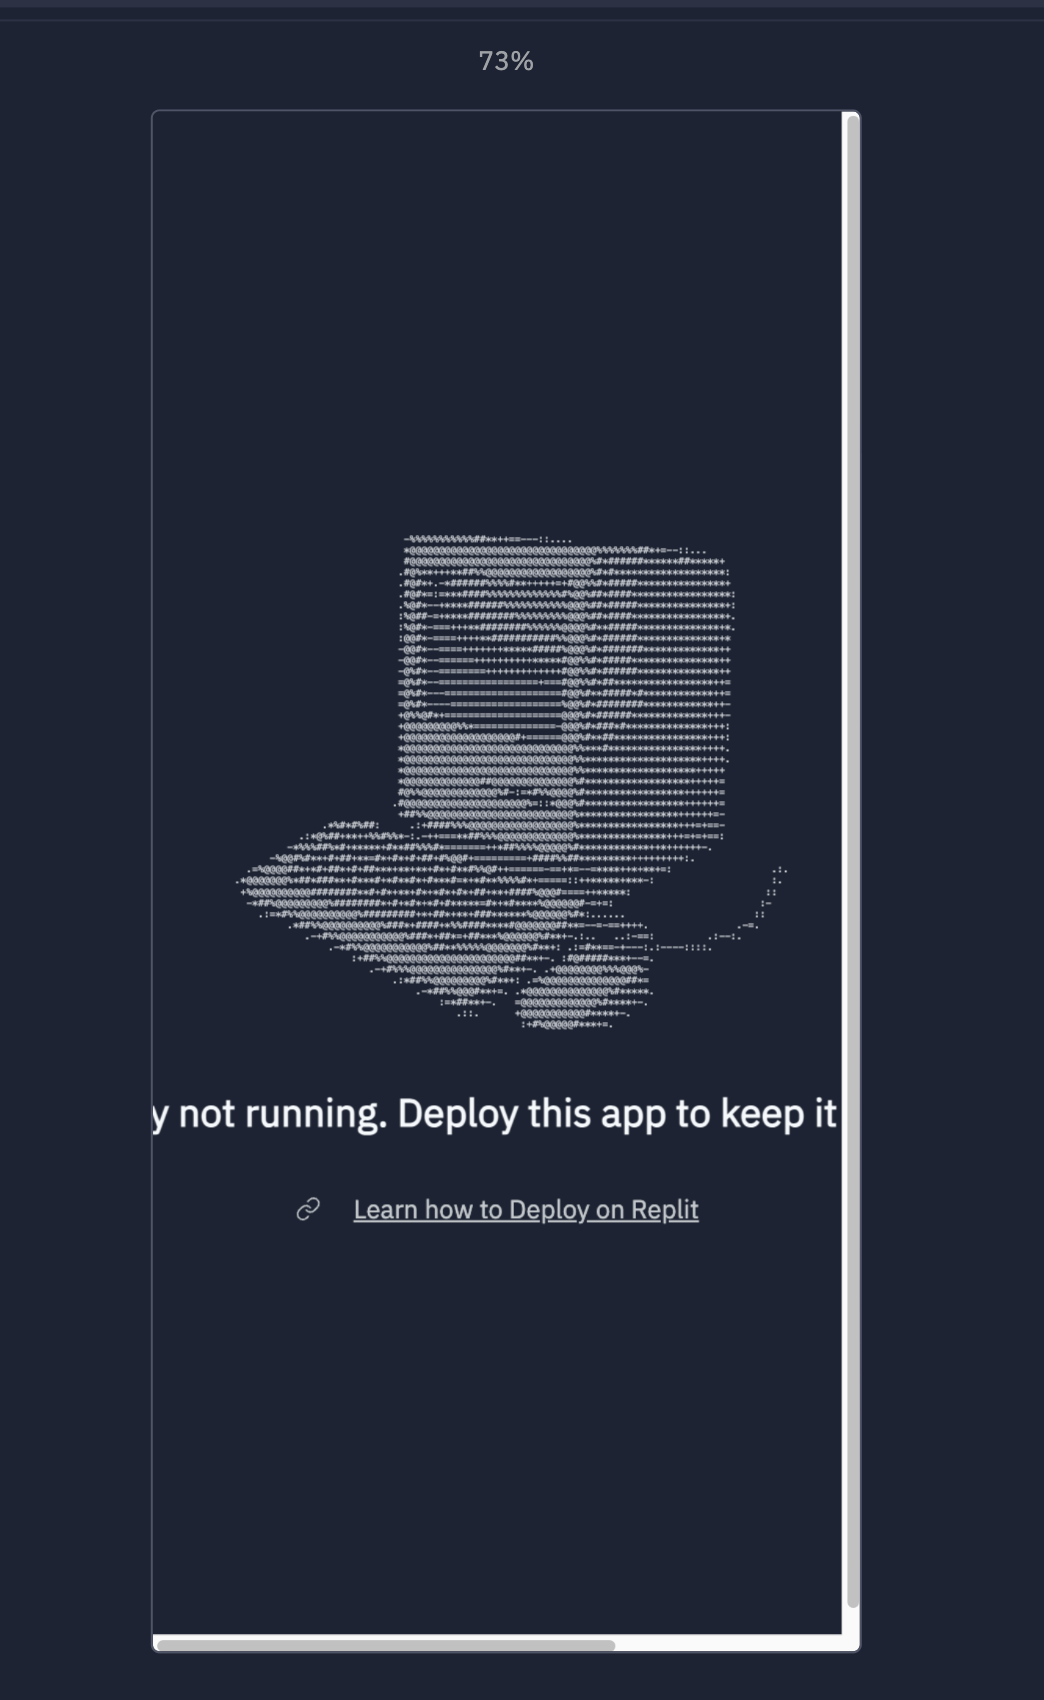 73%
y not running. Deploy this app to keep it
Learn how to Deploy on Replit